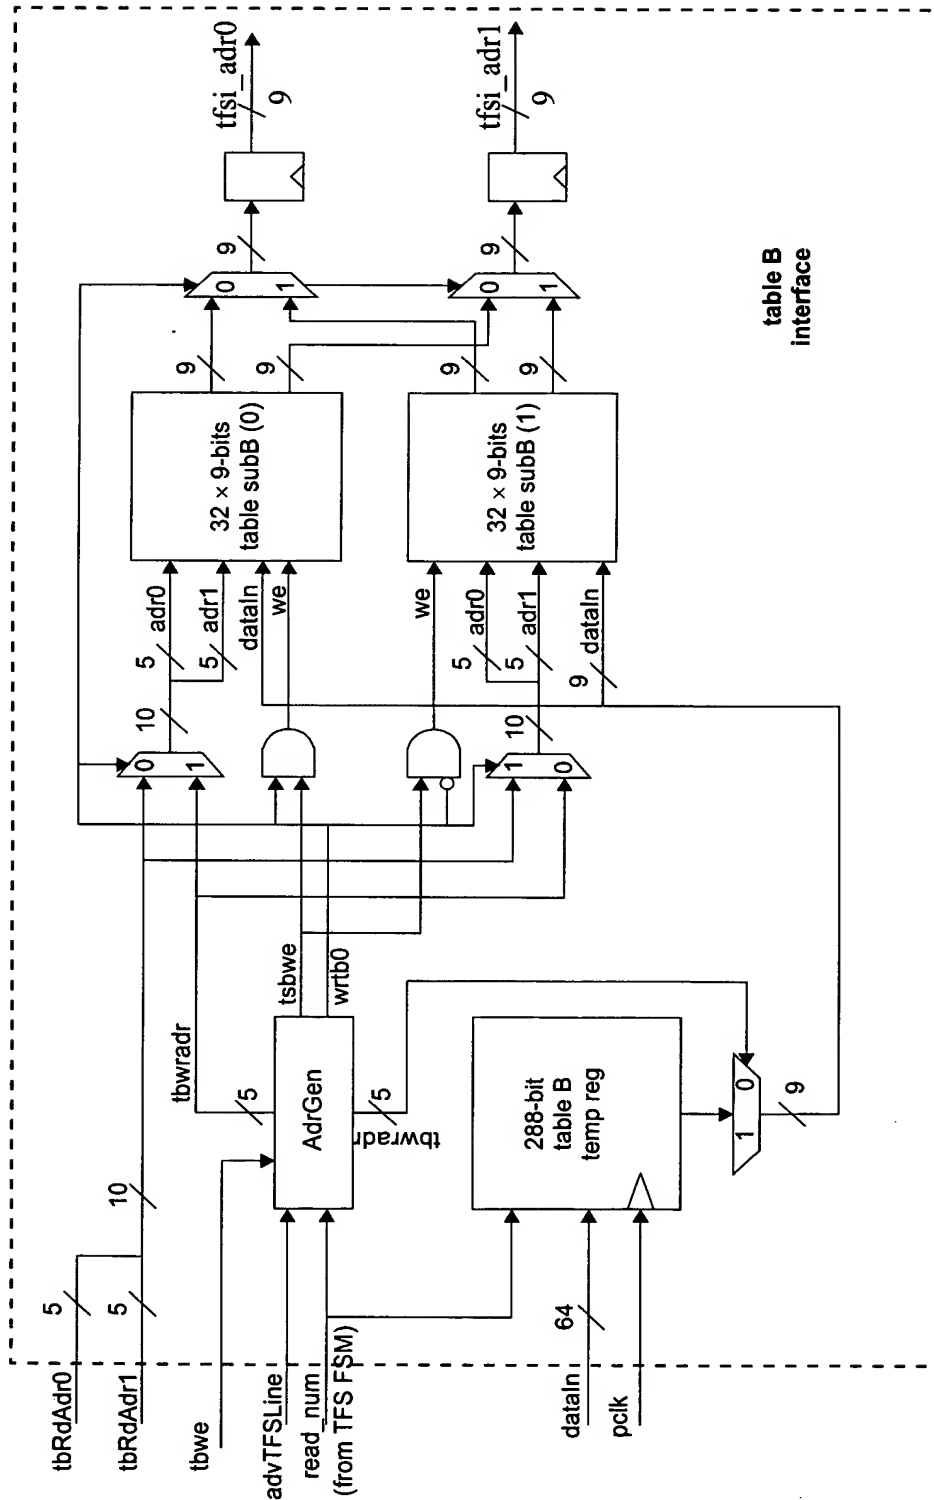 tbRdAdr0
5
tbRdAdr1
5
10
tbwe
advTFSLine
read_num
(from TFS FSM)
dataIn
64
pclk
tbwradr
5
AdrGen
tbwradr
5
tsbwe
wrtb0
288-bit
table B
temp reg
1
0
9
0
1
10
5
adr0
5
adr1
dataIn
we
32 × 9-bits
table subB (0)
9
9
0
1
9
tfsi_adr0
9
1
0
10
we
5
adr0
5
adr1
9
dataIn
32 × 9-bits
table subB (1)
9
9
0
1
9
tfsi_adr1
9
table B
interface